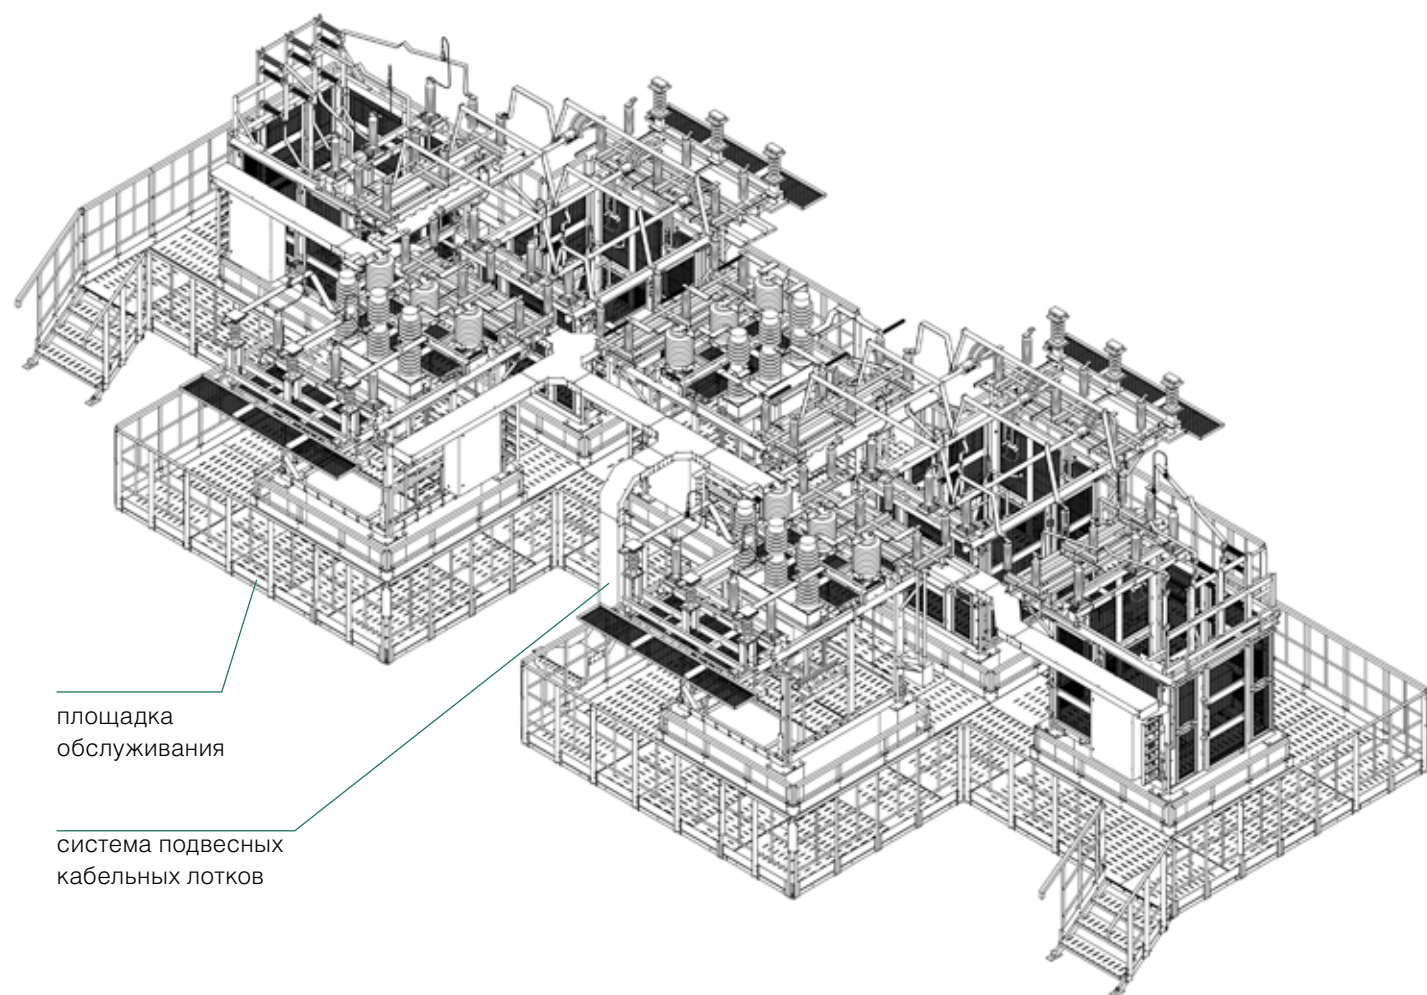 площадка
обслуживания
система подвесных
кабельных лотков